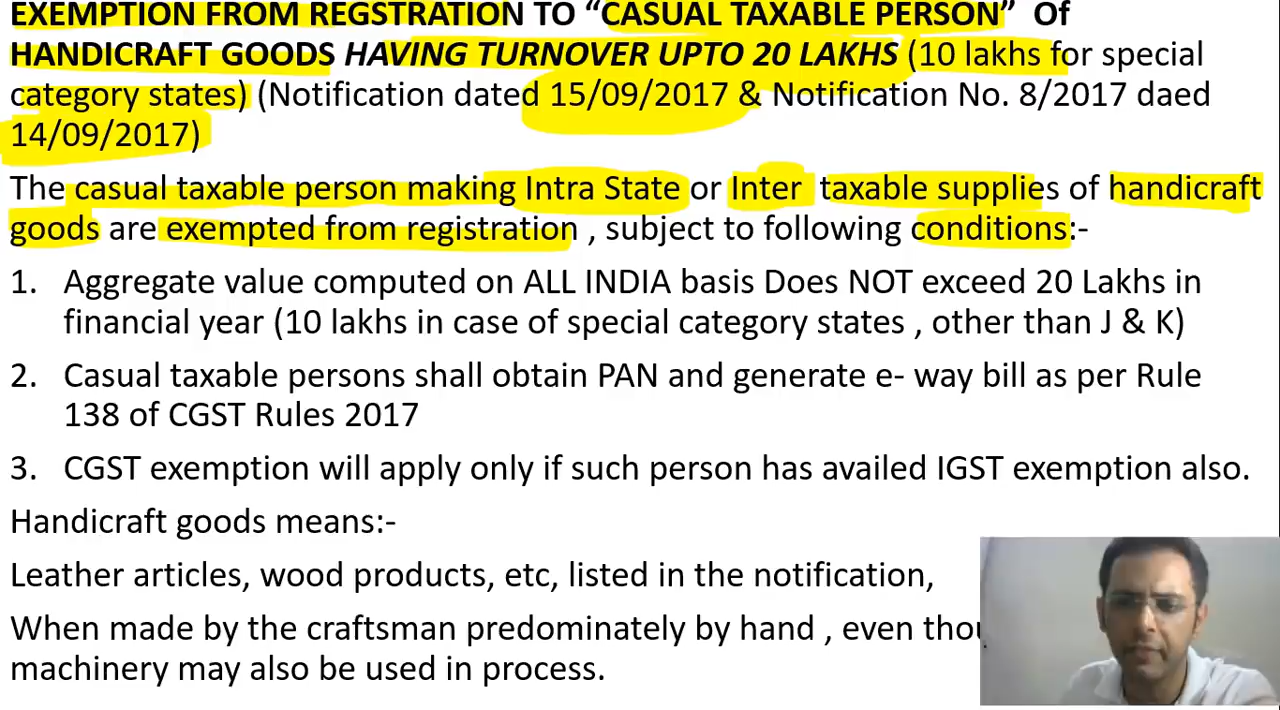 EXEMPTION FROM REGSTRATION TO “CASUAL TAXABLE PERSON” Of
HANDICRAFT GOODS HAVING TURNOVER UPTO 20 LAKHS (10 lakhs for special
category states) (Notification dated 15/09/2017 & Notification No. 8/2017 daed
14/09/2017)
The casual taxable person making Intra State or Inter taxable supplies of handicraft
goods are exempted from registration , subject to following conditions:-
1. Aggregate value computed on ALL INDIA basis Does NOT exceed 20 Lakhs in
financial year (10 lakhs in case of special category states , other than J & K)
2. Casual taxable persons shall obtain PAN and generate e- way bill as per Rule
138 of CGST Rules 2017
3. CGST exemption will apply only if such person has availed IGST exemption also.
Handicraft goods means:-
Leather articles, wood products, etc, listed in the notification,
When made by the craftsman predominately by hand , even
machinery may also be used in process.